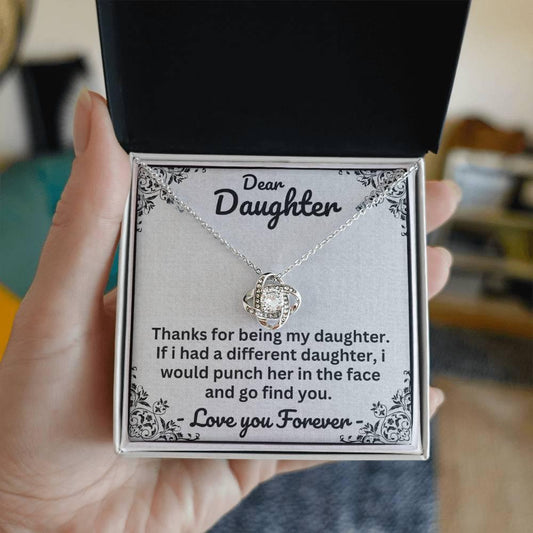 Dear
Daughter
Thanks for being my daughter.
If i had a different daughter, i
would punch her in the face
and go find you.
- Love you Forever -